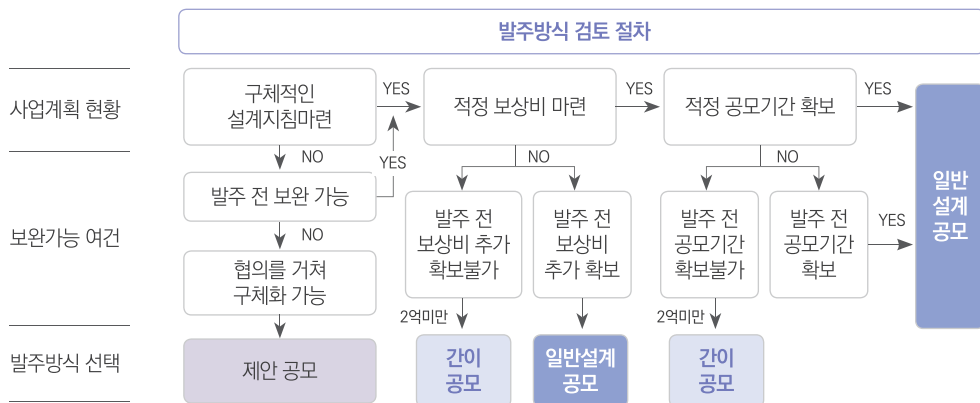 발주방식 검토 절차
사업계획 현황
구체적인
설계지침마련
YES
적정 보상비 마련
YES
적정 공모기간 확보
YES
NO
YES
NO
NO
보완가능 여건
발주 전 보완 가능
NO
협의를 거쳐
구체화 가능
발주 전
보상비 추가
확보불가
발주 전
보상비
추가 확보
발주 전
공모기간
확보불가
발주 전
공모기간
확보
YES
일반
설계
공모
2억미만
2억미만
발주방식 선택
제안 공모
간이
공모
일반설계
공모
간이
공모